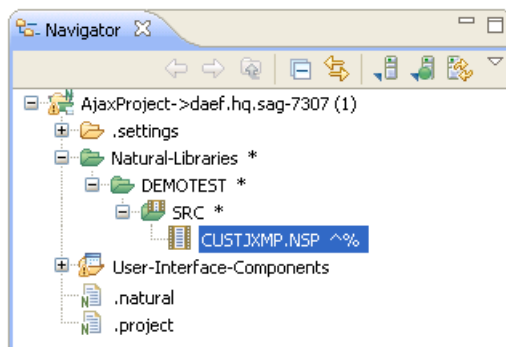 Navigator
AjaxProject->daef.hq.sag-7307 (1)
.settings
Natural-Libraries *
DEMOTEST *
SRC *
CUSTJXMP.NSP ^%
User-Interface-Components
.natural
.project